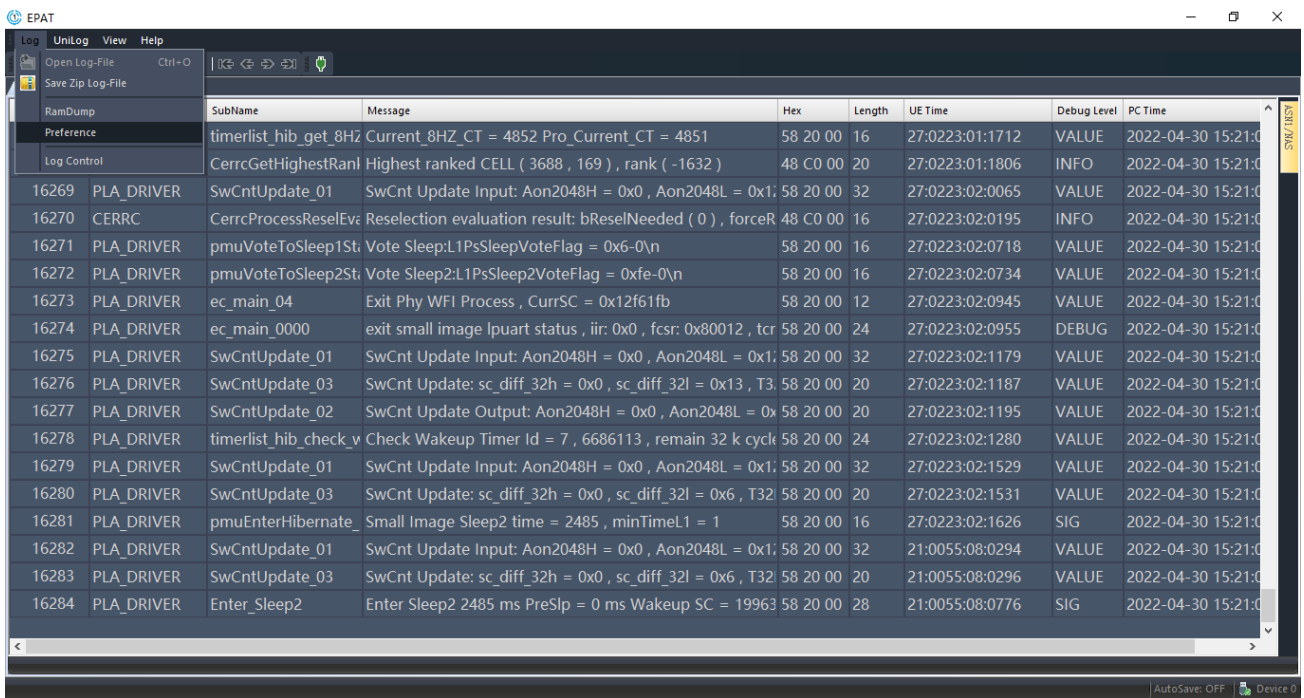 EPAT
Log UniLog View Help
Open Log-File Ctrl+O
Save Zip Log-File
RamDump
Preference
Log Control
SubName Message Hex Length UE Time Debug Level PC Time
ASN1/NAS
timerlist_hib_get_8HZ Current_8HZ_CT = 4852 Pro_Current_CT = 4851 58 20 00 16 27:0223:01:1712 VALUE 2022-04-30 15:21:0
CerrcGetHighestRank Highest ranked CELL ( 3688 , 169 ) , rank ( -1632 ) 48 C0 00 20 27:0223:01:1806 INFO 2022-04-30 15:21:0
16269 PLA_DRIVER SwCntUpdate_01 SwCnt Update Input: Aon2048H = 0x0 , Aon2048L = 0x1 58 20 00 32 27:0223:02:0065 VALUE 2022-04-30 15:21:0
16270 CERRC CerrcProcessReselEva Reselection evaluation result: bReselNeeded ( 0 ) , forceR 48 C0 00 16 27:0223:02:0195 INFO 2022-04-30 15:21:0
16271 PLA_DRIVER pmuVoteToSleep1Sta Vote Sleep:L1PsSleepVoteFlag = 0x6-0\n 58 20 00 16 27:0223:02:0718 VALUE 2022-04-30 15:21:0
16272 PLA_DRIVER pmuVoteToSleep2Sta Vote Sleep2:L1PsSleep2VoteFlag = 0xfe-0\n 58 20 00 16 27:0223:02:0734 VALUE 2022-04-30 15:21:0
16273 PLA_DRIVER ec_main_04 Exit Phy WFI Process , CurrSC = 0x12f61fb 58 20 00 12 27:0223:02:0945 VALUE 2022-04-30 15:21:0
16274 PLA_DRIVER ec_main_0000 exit small image lpuart status , iir: 0x0 , fcsr: 0x80012 , tcr 58 20 00 24 27:0223:02:0955 DEBUG 2022-04-30 15:21:0
16275 PLA_DRIVER SwCntUpdate_01 SwCnt Update Input: Aon2048H = 0x0 , Aon2048L = 0x1 58 20 00 32 27:0223:02:1179 VALUE 2022-04-30 15:21:0
16276 PLA_DRIVER SwCntUpdate_03 SwCnt Update: sc_diff_32h = 0x0 , sc_diff_32l = 0x13 , T3 58 20 00 20 27:0223:02:1187 VALUE 2022-04-30 15:21:0
16277 PLA_DRIVER SwCntUpdate_02 SwCnt Update Output: Aon2048H = 0x0 , Aon2048L = 0x 58 20 00 20 27:0223:02:1195 VALUE 2022-04-30 15:21:0
16278 PLA_DRIVER timerlist_hib_check_w Check Wakeup Timer Id = 7 , 6686113 , remain 32 k cycle 58 20 00 24 27:0223:02:1280 VALUE 2022-04-30 15:21:0
16279 PLA_DRIVER SwCntUpdate_01 SwCnt Update Input: Aon2048H = 0x0 , Aon2048L = 0x1 58 20 00 32 27:0223:02:1529 VALUE 2022-04-30 15:21:0
16280 PLA_DRIVER SwCntUpdate_03 SwCnt Update: sc_diff_32h = 0x0 , sc_diff_32l = 0x6 , T32 58 20 00 20 27:0223:02:1531 VALUE 2022-04-30 15:21:0
16281 PLA_DRIVER pmuEnterHibernate_ Small Image Sleep2 time = 2485 , minTimeL1 = 1 58 20 00 16 27:0223:02:1626 SIG 2022-04-30 15:21:0
16282 PLA_DRIVER SwCntUpdate_01 SwCnt Update Input: Aon2048H = 0x0 , Aon2048L = 0x1 58 20 00 32 21:0055:08:0294 VALUE 2022-04-30 15:21:0
16283 PLA_DRIVER SwCntUpdate_03 SwCnt Update: sc_diff_32h = 0x0 , sc_diff_32l = 0x6 , T32 58 20 00 20 21:0055:08:0296 VALUE 2022-04-30 15:21:0
16284 PLA_DRIVER Enter_Sleep2 Enter Sleep2 2485 ms PreSlp = 0 ms Wakeup SC = 19963 58 20 00 28 21:0055:08:0776 SIG 2022-04-30 15:21:0
AutoSave: OFF Device 0